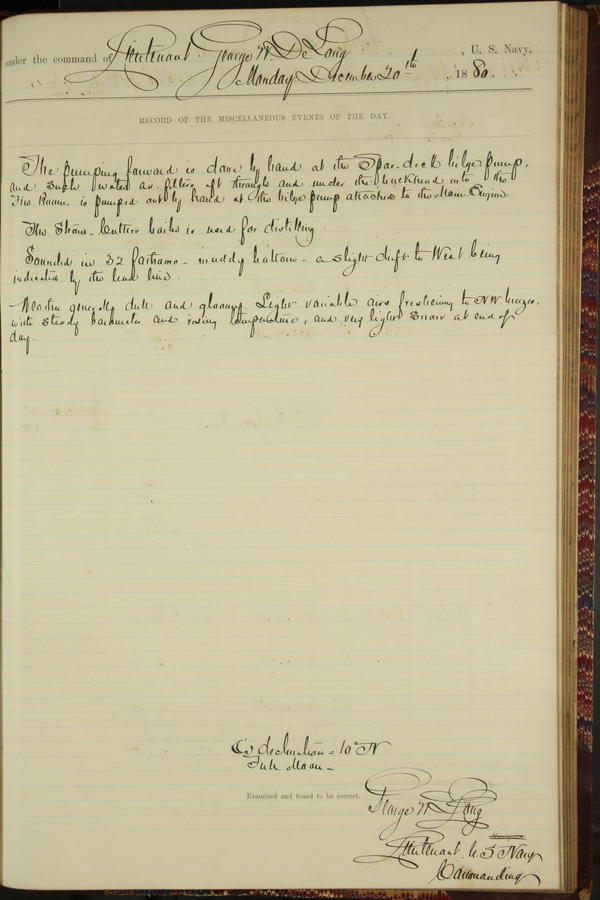 under the command of Lieutenant George W. De Long, U. S. Navy,
Monday December 20th, 1880.
RECORD OF THE MISCELLANEOUS EVENTS OF THE DAY.
The pumping forward is done by hand at the Spar-deck bilge pump,
and such water as filters aft through and under the bulkhead into the
Fire Room, is pumped out by hand at the bilge pump attached to the Main Engine.
The Steam-Cutters boiler is used for distilling.
Sounded in 32 fathoms - muddy bottom - a slight drift to West being
indicated by the lead line.
Weather generally dull and gloomy. Light variable airs freshening to NW breezes,
with steady barometer and rising temperature, and very light snow at end of
day.
declination = 10° N
Full Moon -
Examined and found to be correct.
George W. De Long
Navigator.
Lieutenant U. S. Navy
Commanding